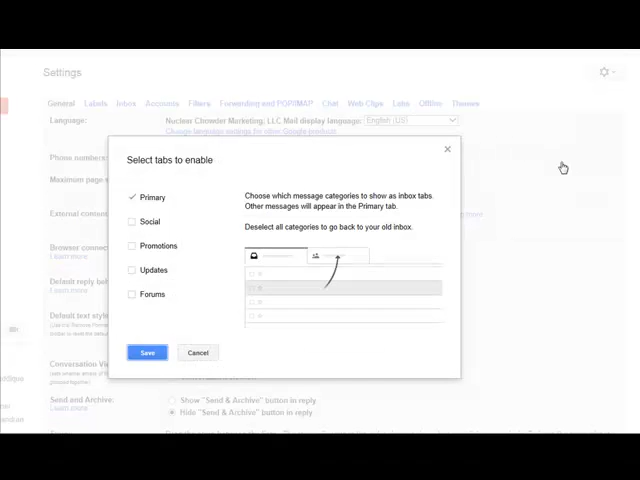 Settings
General Labels Inbox Accounts Filters Forwarding and POP/IMAP Chat Web Clips Labs Offline Themes
Language: Nuclear Chowder Marketing, LLC Mail display language: English (US)
Change language settings for other Google products
Phone numbers:
Maximum page s
External conten
more
Browser connec
Learn more
Default reply beh
Learn more
Default text style
Conversation Vie
Send and Archive: Show "Send & Archive" button in reply
Learn more Hide "Send & Archive" button in reply
Select tabs to enable
Primary
Social
Promotions
Updates
Forums
Choose which message categories to show as inbox tabs.
Other messages will appear in the Primary tab.
Deselect all categories to go back to your old inbox.
Save Cancel